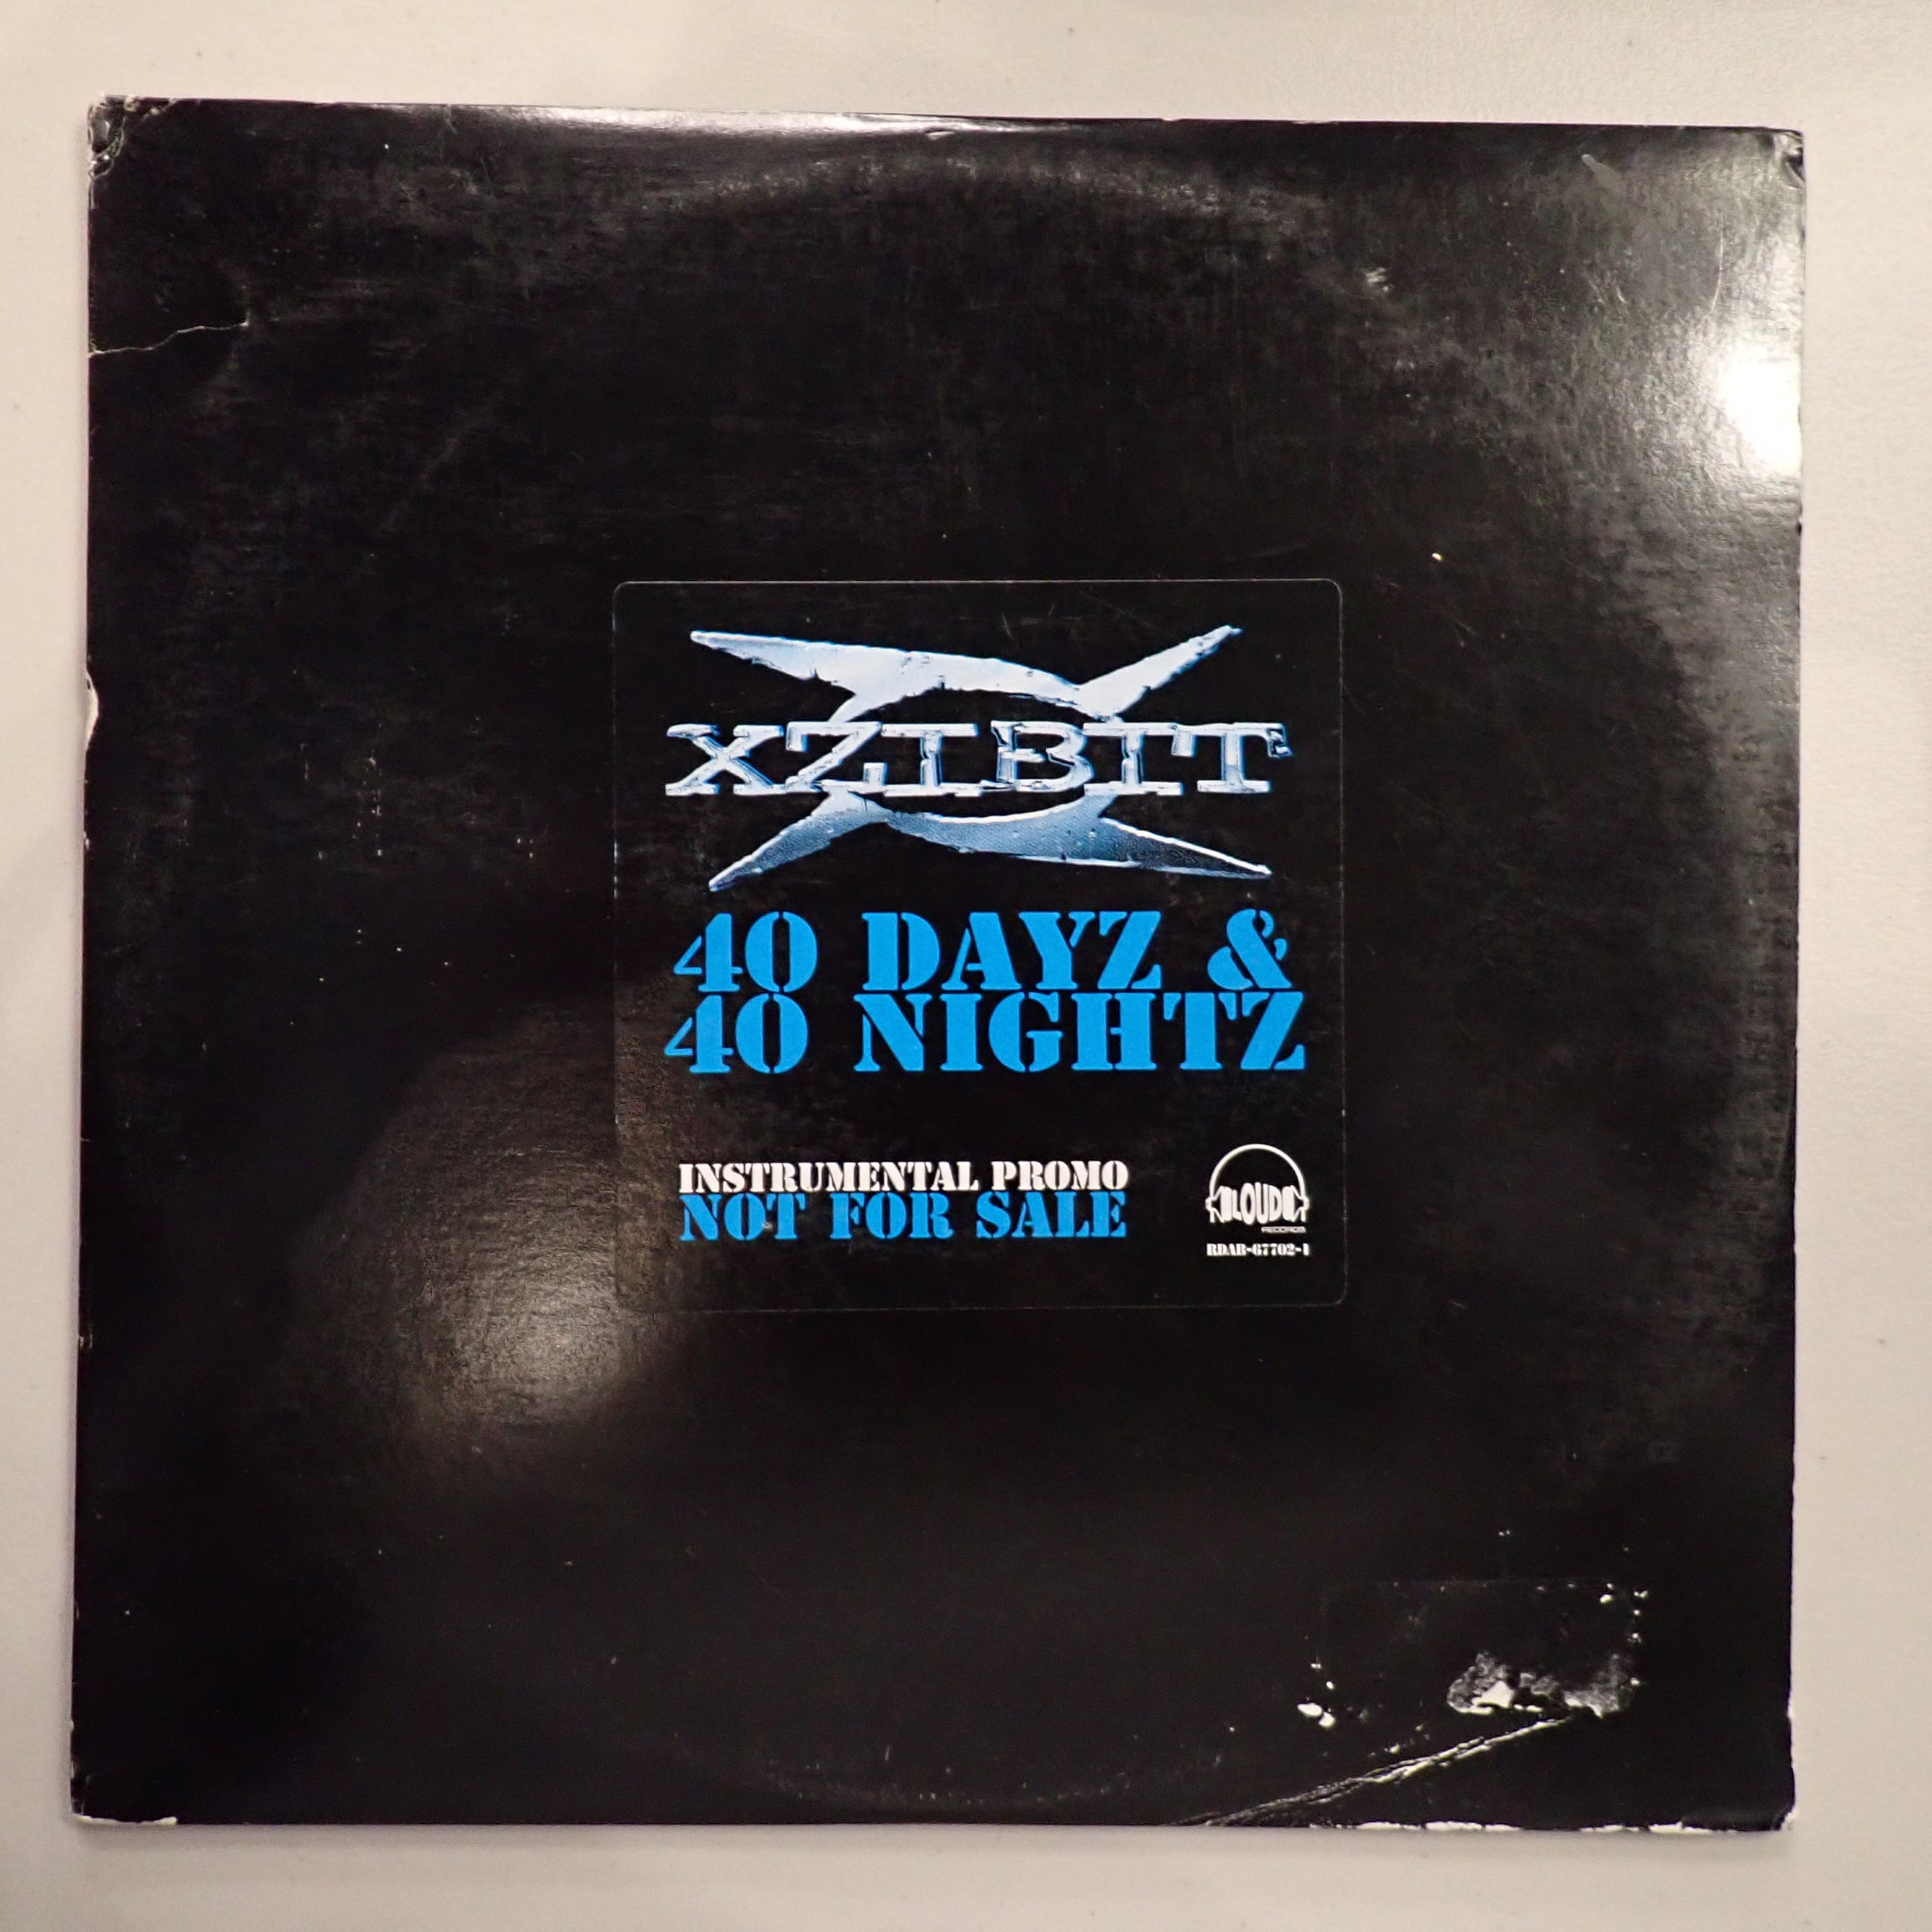 XZIBIT
40 DAYZ &
40 NIGHTZ
INSTRUMENTAL PROMO
NOT FOR SALE
LOUD
RECORDS
RDAB-67702-1